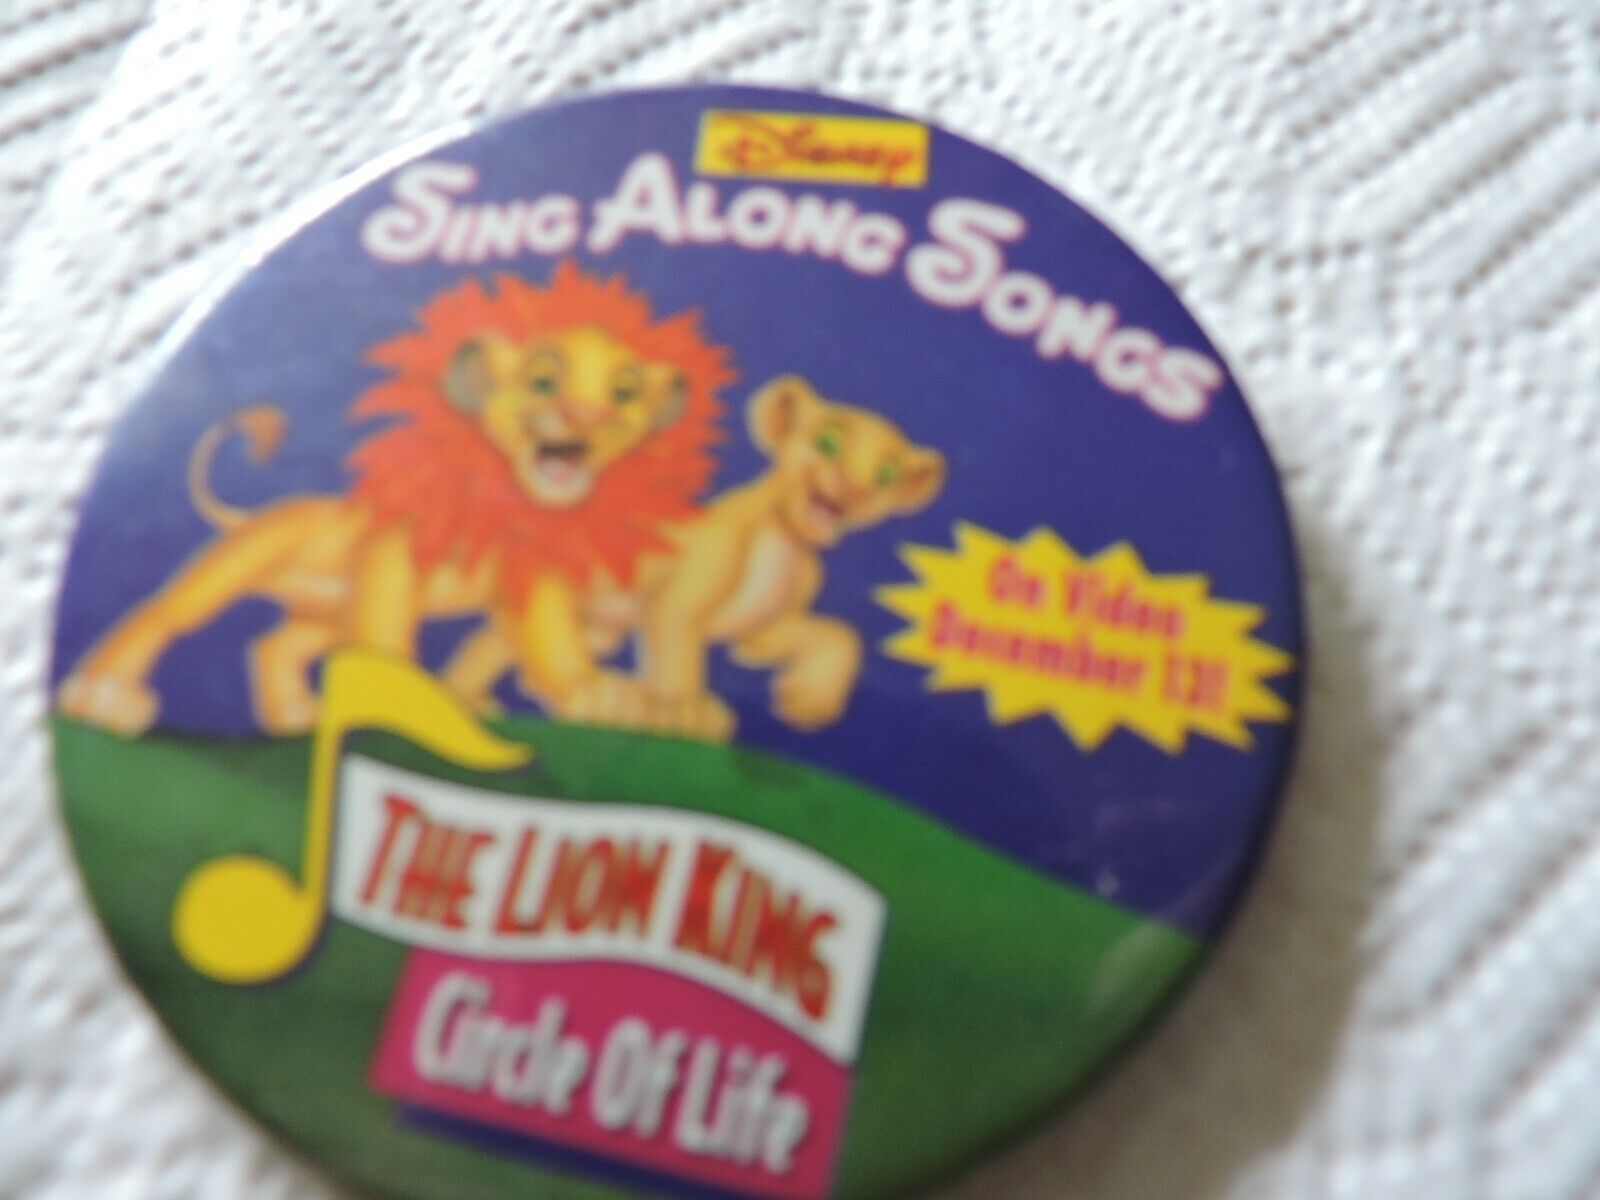 Disney
Sing Along Songs
On Video
December 13!
The Lion King
Circle Of Life